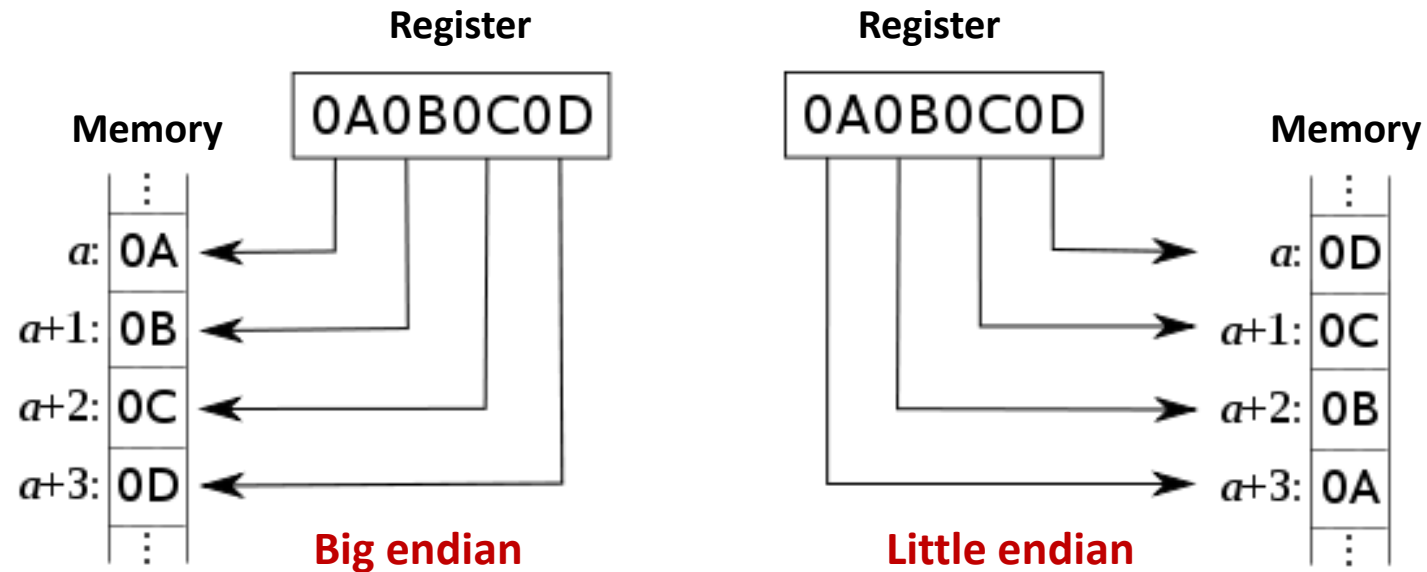 Register
0A0B0C0D
Memory
⋮
a: 0A
a+1: 0B
a+2: 0C
a+3: 0D
⋮
Big endian
Register
0A0B0C0D
Memory
⋮
a: 0D
a+1: 0C
a+2: 0B
a+3: 0A
⋮
Little endian